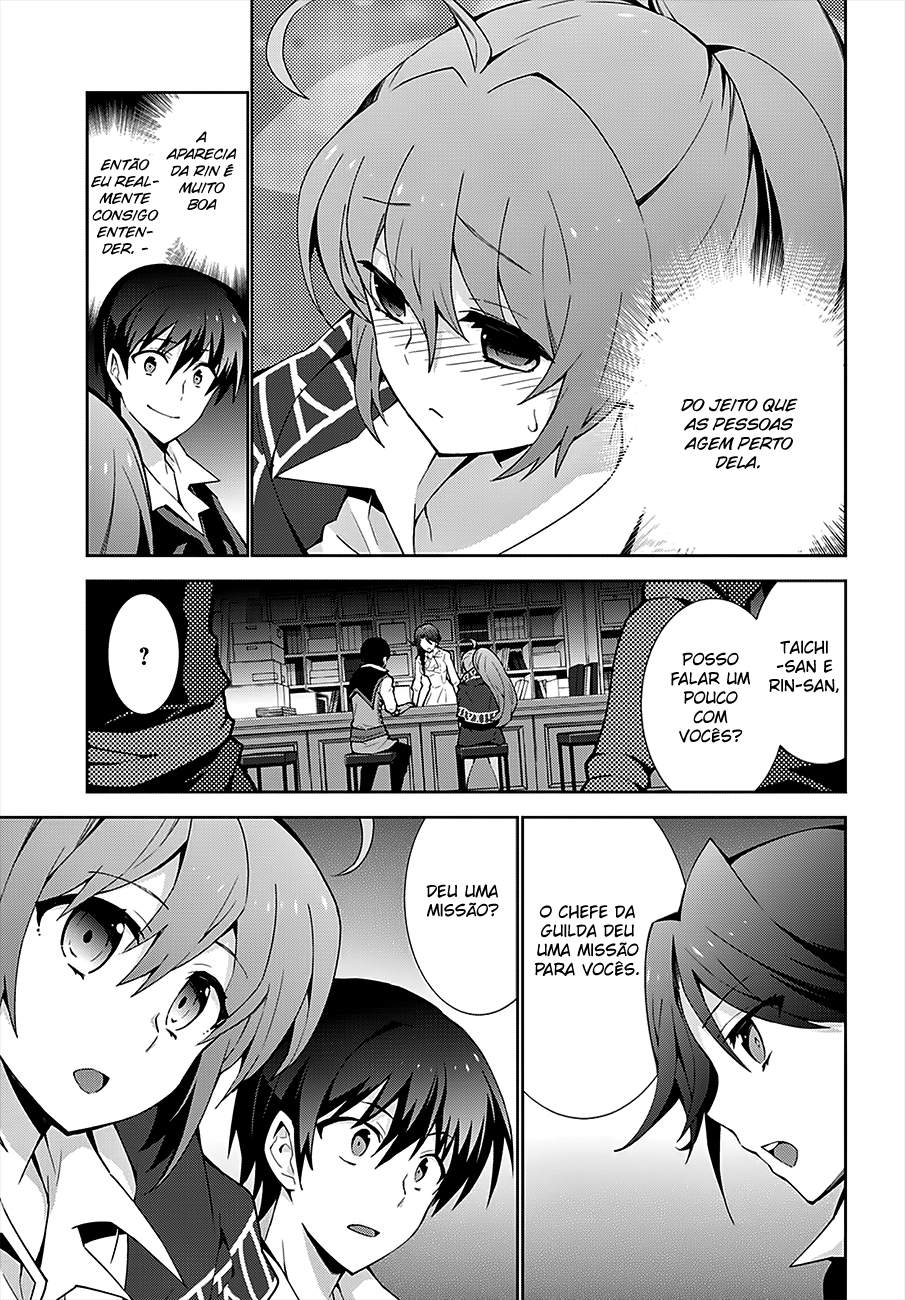 DO JEITO QUE
AS PESSOAS
AGEM PERTO
DELA.
A
APARECIA
DA RIN É
MUITO
BOA
ENTÃO
EU REAL-
MENTE
CONSIGO
ENTEN-
DER. -
TAICHI
-SAN E
RIN-SAN,
POSSO
FALAR UM
POUCO
COM
VOCÊS?
?
O CHEFE DA
GUILDA DEU
UMA MISSÃO
PARA VOCÊS.
DEU UMA
MISSÃO?